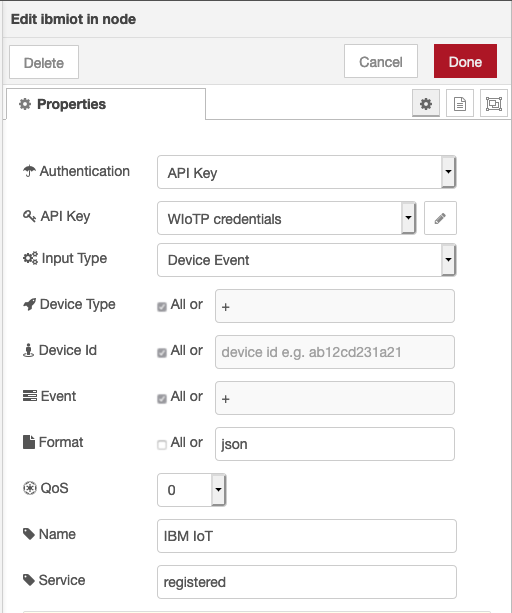 Edit ibmiot in node
Delete
Cancel
Done
Properties
Authentication
API Key
API Key
WIoTP credentials
Input Type
Device Event
Device Type
All or
+
Device Id
All or
device id e.g. ab12cd231a21
Event
All or
+
Format
All or
json
QoS
0
Name
IBM IoT
Service
registered